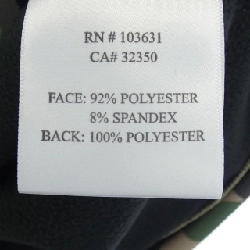 RN # 103631
CA# 32350
FACE: 92% POLYESTER
8% SPANDEX
BACK: 100% POLYESTER